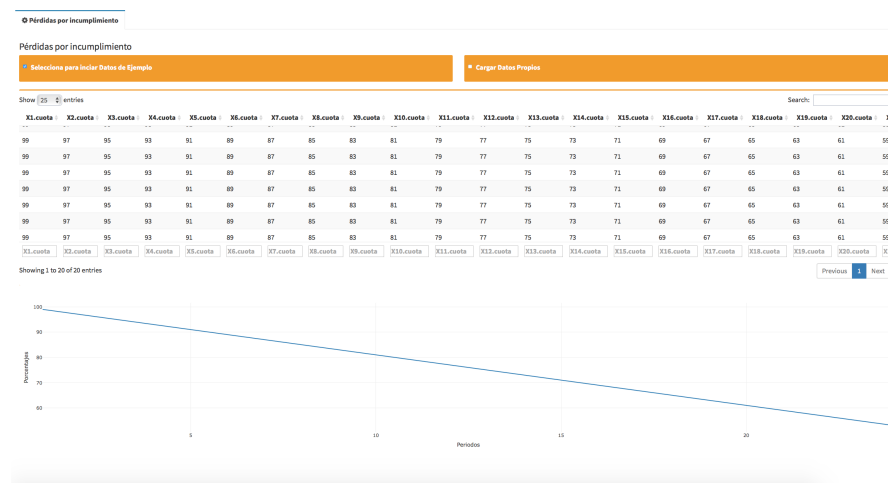 Pérdidas por incumplimiento
Pérdidas por incumplimiento
Selecciona para inciar Datos de Ejemplo
Cargar Datos Propios
Show 25 entries
Search:
X1.cuota X2.cuota X3.cuota X4.cuota X5.cuota X6.cuota X7.cuota X8.cuota X9.cuota X10.cuota X11.cuota X12.cuota X13.cuota X14.cuota X15.cuota X16.cuota X17.cuota X18.cuota X19.cuota X20.cuota
99 97 95 93 91 89 87 85 83 81 79 77 75 73 71 69 67 65 63 61 59
99 97 95 93 91 89 87 85 83 81 79 77 75 73 71 69 67 65 63 61 59
99 97 95 93 91 89 87 85 83 81 79 77 75 73 71 69 67 65 63 61 59
99 97 95 93 91 89 87 85 83 81 79 77 75 73 71 69 67 65 63 61 59
99 97 95 93 91 89 87 85 83 81 79 77 75 73 71 69 67 65 63 61 59
99 97 95 93 91 89 87 85 83 81 79 77 75 73 71 69 67 65 63 61 59
99 97 95 93 91 89 87 85 83 81 79 77 75 73 71 69 67 65 63 61 59
X1.cuota X2.cuota X3.cuota X4.cuota X5.cuota X6.cuota X7.cuota X8.cuota X9.cuota X10.cuota X11.cuota X12.cuota X13.cuota X14.cuota X15.cuota X16.cuota X17.cuota X18.cuota X19.cuota X20.cuota
Showing 1 to 20 of 20 entries
Previous 1 Next
100
90
80
70
60
Porcentajes
5 10 15 20
Periodos